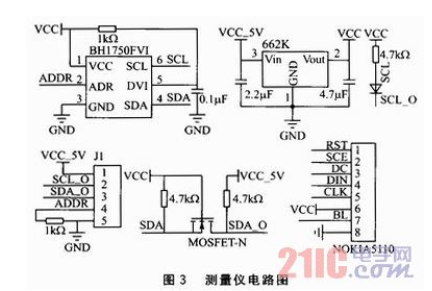 VCC 1kΩ
BH1750FVI
1 VCC SCL 6 SCL
ADDR 2 ADR DVI 5
3 GND SDA 4 SDA 0.1μF
GND GND
VCC_5V 662K VCC VCC
3 Vin Vout 2
GND
1
2.2μF 4.7μF
GND
4.7kΩ
SCL
SCL_O
VCC_5V J1
1
SCL_O 2
SDA_O 3
ADDR 4
5
1kΩ GND
VCC VCC_5V
4.7kΩ 4.7kΩ
SDA SDA_O
MOSFET-N
RST 1
SCE 2
DC 3
DIN 4
CLK 5
VCC 6
BL 7
8
NOKIA5110
21IC电子网
.com
图 3 测量仪电路图